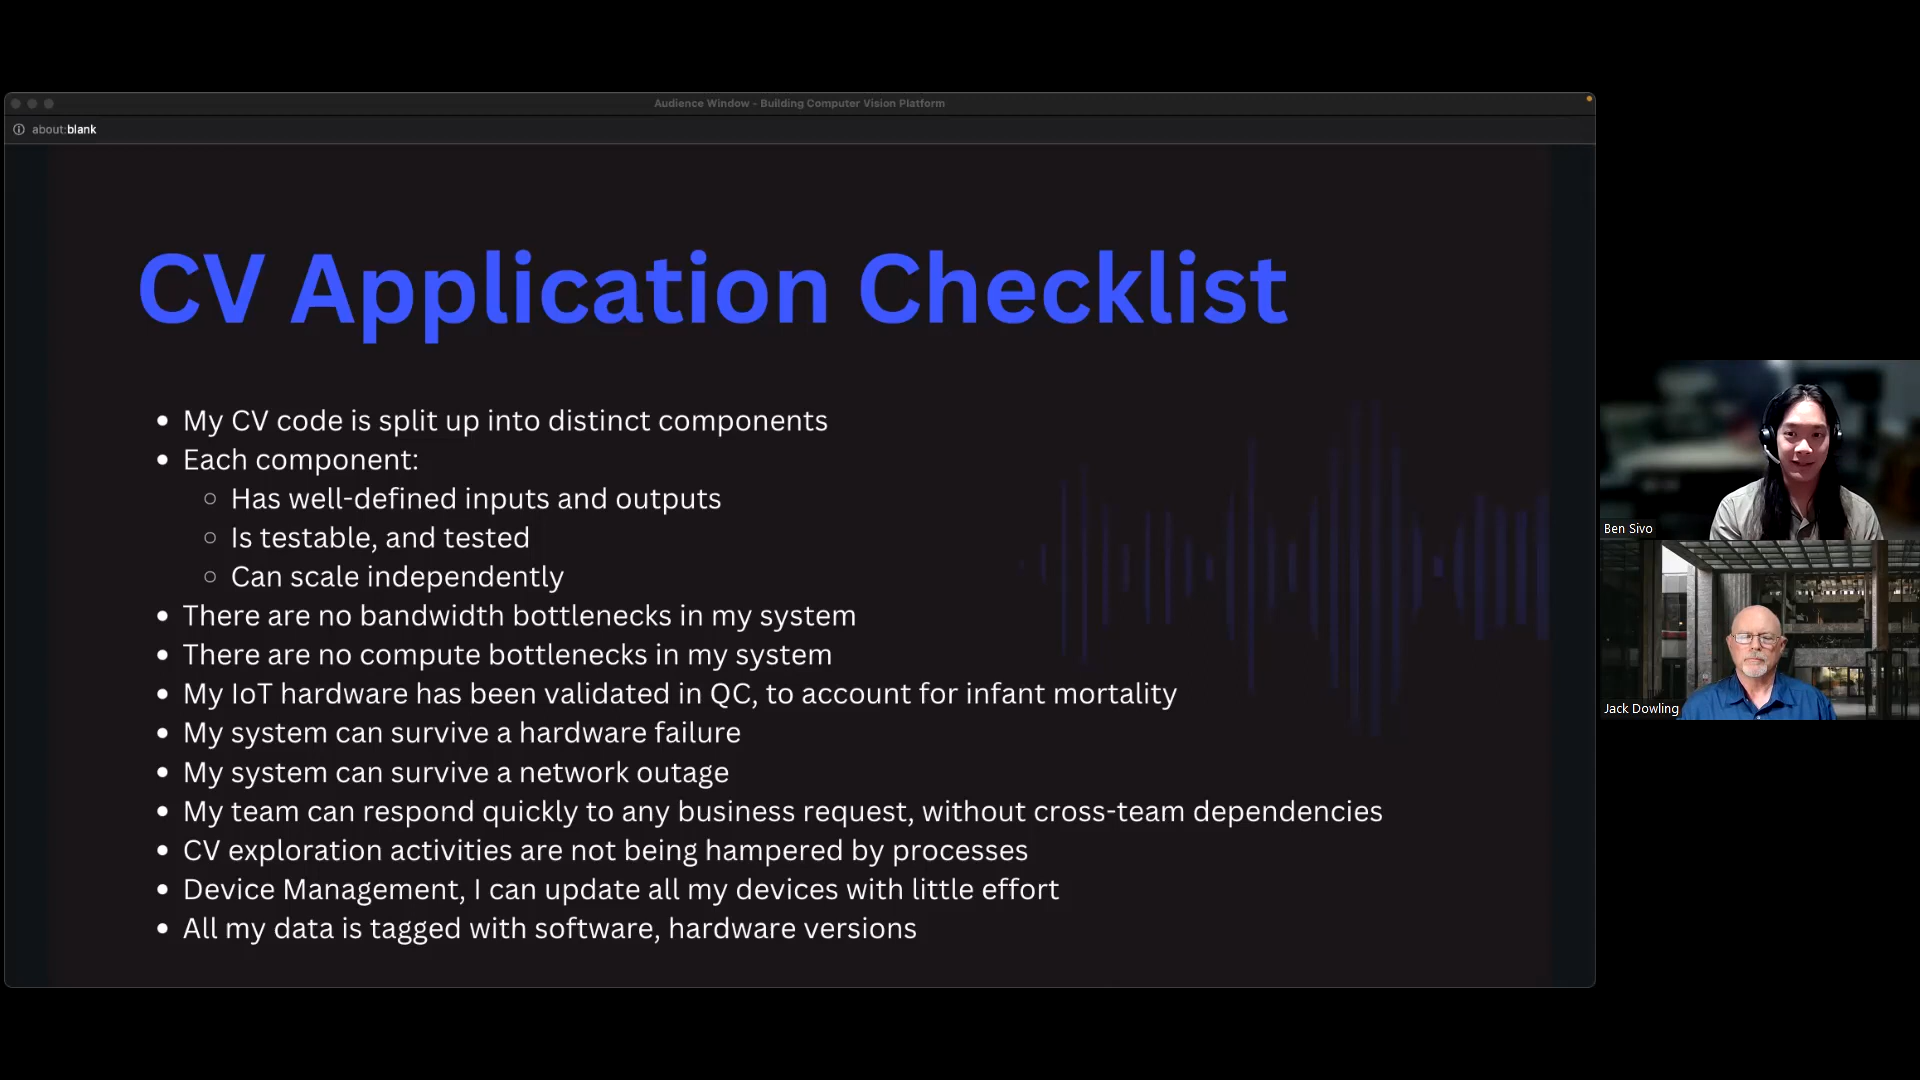 Audience Window - Building Computer Vision Platform
about:blank
CV Application Checklist
• My CV code is split up into distinct components
• Each component:
○ Has well-defined inputs and outputs
○ Is testable, and tested
○ Can scale independently
• There are no bandwidth bottlenecks in my system
• There are no compute bottlenecks in my system
• My IoT hardware has been validated in QC, to account for infant mortality
• My system can survive a hardware failure
• My system can survive a network outage
• My team can respond quickly to any business request, without cross-team dependencies
• CV exploration activities are not being hampered by processes
• Device Management, I can update all my devices with little effort
• All my data is tagged with software, hardware versions
Ben Sivo
Jack Dowling